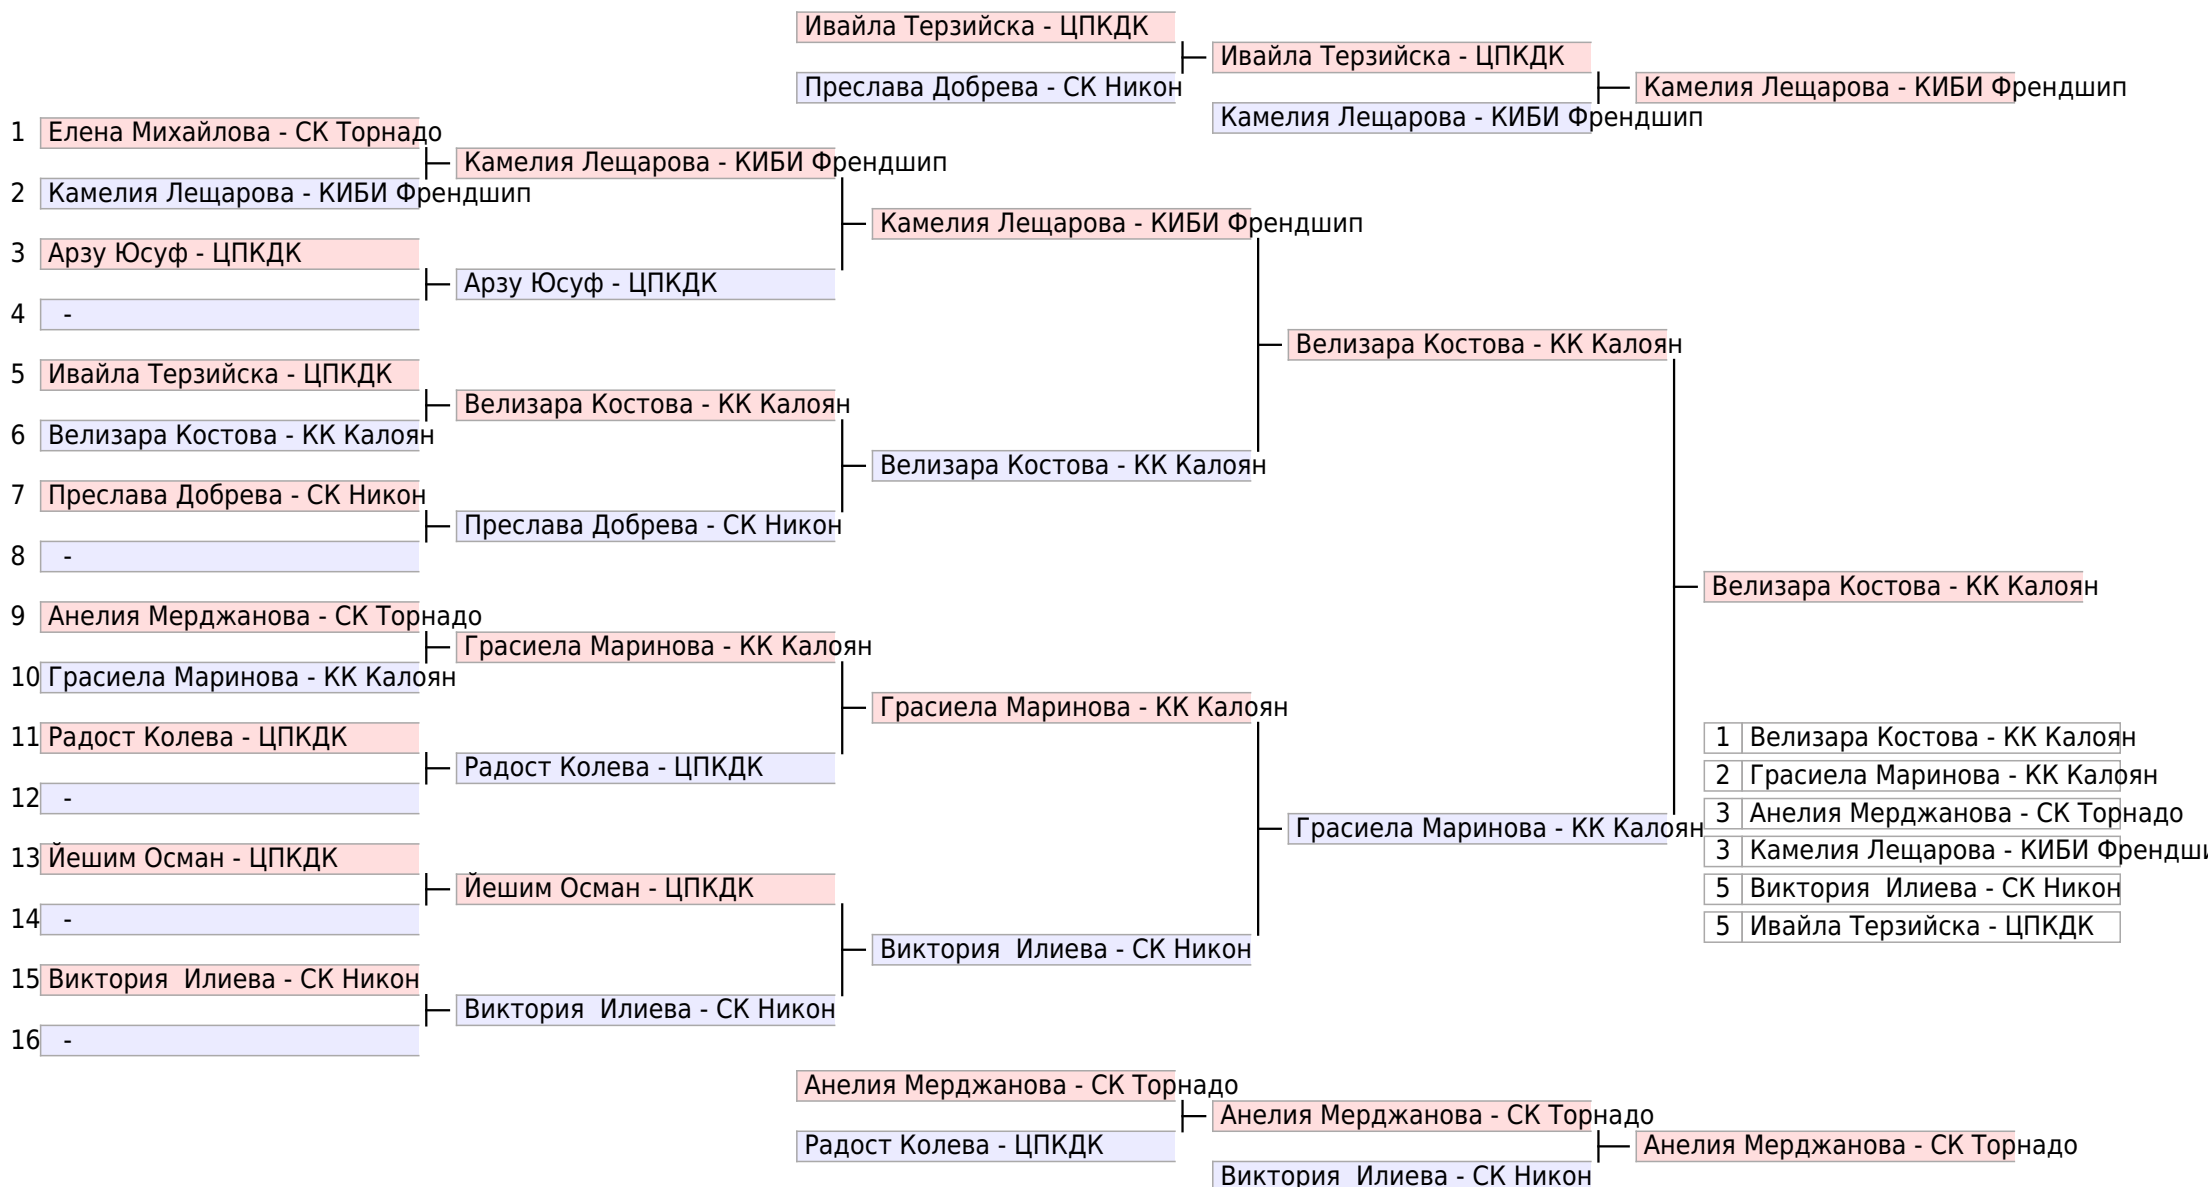 Ивайла Терзийска - ЦПКДК
Преслава Добрева - СК Никон
Ивайла Терзийска - ЦПКДК
Камелия Лещарова - КИБИ Френдшип
Камелия Лещарова - КИБИ Френдшип
1 Елена Михайлова - СК Торнадо
2 Камелия Лещарова - КИБИ Френдшип
3 Арзу Юсуф - ЦПКДК
4 -
5 Ивайла Терзийска - ЦПКДК
6 Велизара Костова - КК Калоян
7 Преслава Добрева - СК Никон
8 -
9 Анелия Мерджанова - СК Торнадо
10 Грасиела Маринова - КК Калоян
11 Радост Колева - ЦПКДК
12 -
13 Йешим Осман - ЦПКДК
14 -
15 Виктория  Илиева - СК Никон
16 -
Камелия Лещарова - КИБИ Френдшип
Арзу Юсуф - ЦПКДК
Велизара Костова - КК Калоян
Преслава Добрева - СК Никон
Грасиела Маринова - КК Калоян
Радост Колева - ЦПКДК
Йешим Осман - ЦПКДК
Виктория  Илиева - СК Никон
Камелия Лещарова - КИБИ Френдшип
Велизара Костова - КК Калоян
Грасиела Маринова - КК Калоян
Виктория  Илиева - СК Никон
Велизара Костова - КК Калоян
Грасиела Маринова - КК Калоян
Велизара Костова - КК Калоян
1 Велизара Костова - КК Калоян
2 Грасиела Маринова - КК Калоян
3 Анелия Мерджанова - СК Торнадо
3 Камелия Лещарова - КИБИ Френдши
5 Виктория  Илиева - СК Никон
5 Ивайла Терзийска - ЦПКДК
Анелия Мерджанова - СК Торнадо
Радост Колева - ЦПКДК
Анелия Мерджанова - СК Торнадо
Виктория  Илиева - СК Никон
Анелия Мерджанова - СК Торнадо